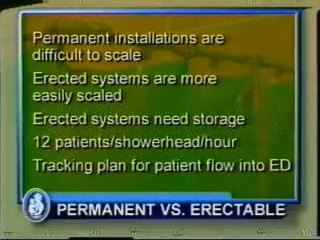 Permanent installations are
difficult to scale
Erected systems are more
easily scaled
Erected systems need storage
12 patients/showerhead/hour
Tracking plan for patient flow into ED
PERMANENT VS. ERECTABLE